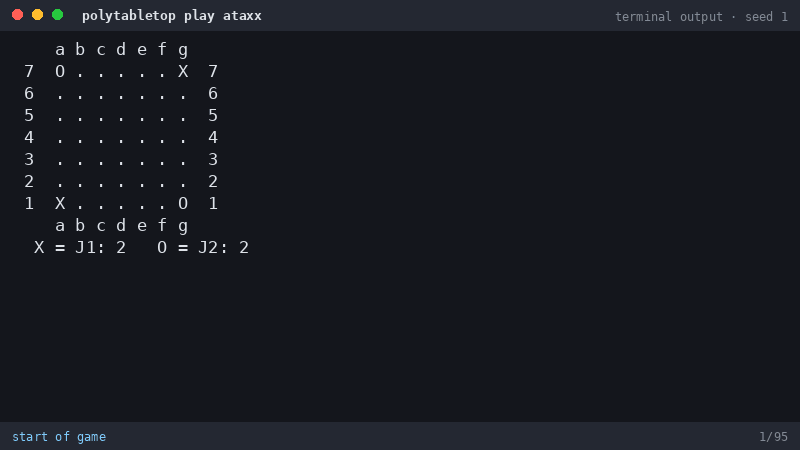 polytabletop play ataxx
terminal output · seed 1
a b c d e f g
7 O . . . . . X 7
6 . . . . . . . 6
5 . . . . . . . 5
4 . . . . . . . 4
3 . . . . . . . 3
2 . . . . . . . 2
1 X . . . . . O 1
a b c d e f g
X = J1: 2 O = J2: 2
start of game
1/95